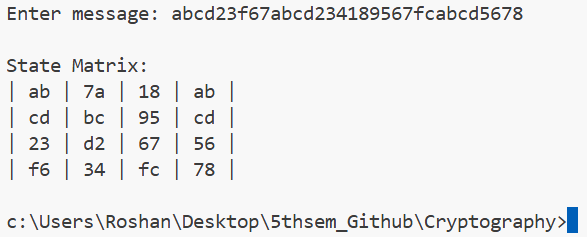 Enter message: abcd23f67abcd234189567fcabcd5678
State Matrix:
| ab | 7a | 18 | ab |
| cd | bc | 95 | cd |
| 23 | d2 | 67 | 56 |
| f6 | 34 | fc | 78 |
c:\Users\Roshan\Desktop\5thsem_Github\Cryptography>